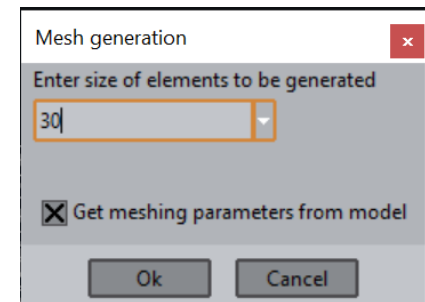 Mesh generation
Enter size of elements to be generated
30
Get meshing parameters from model
Ok Cancel